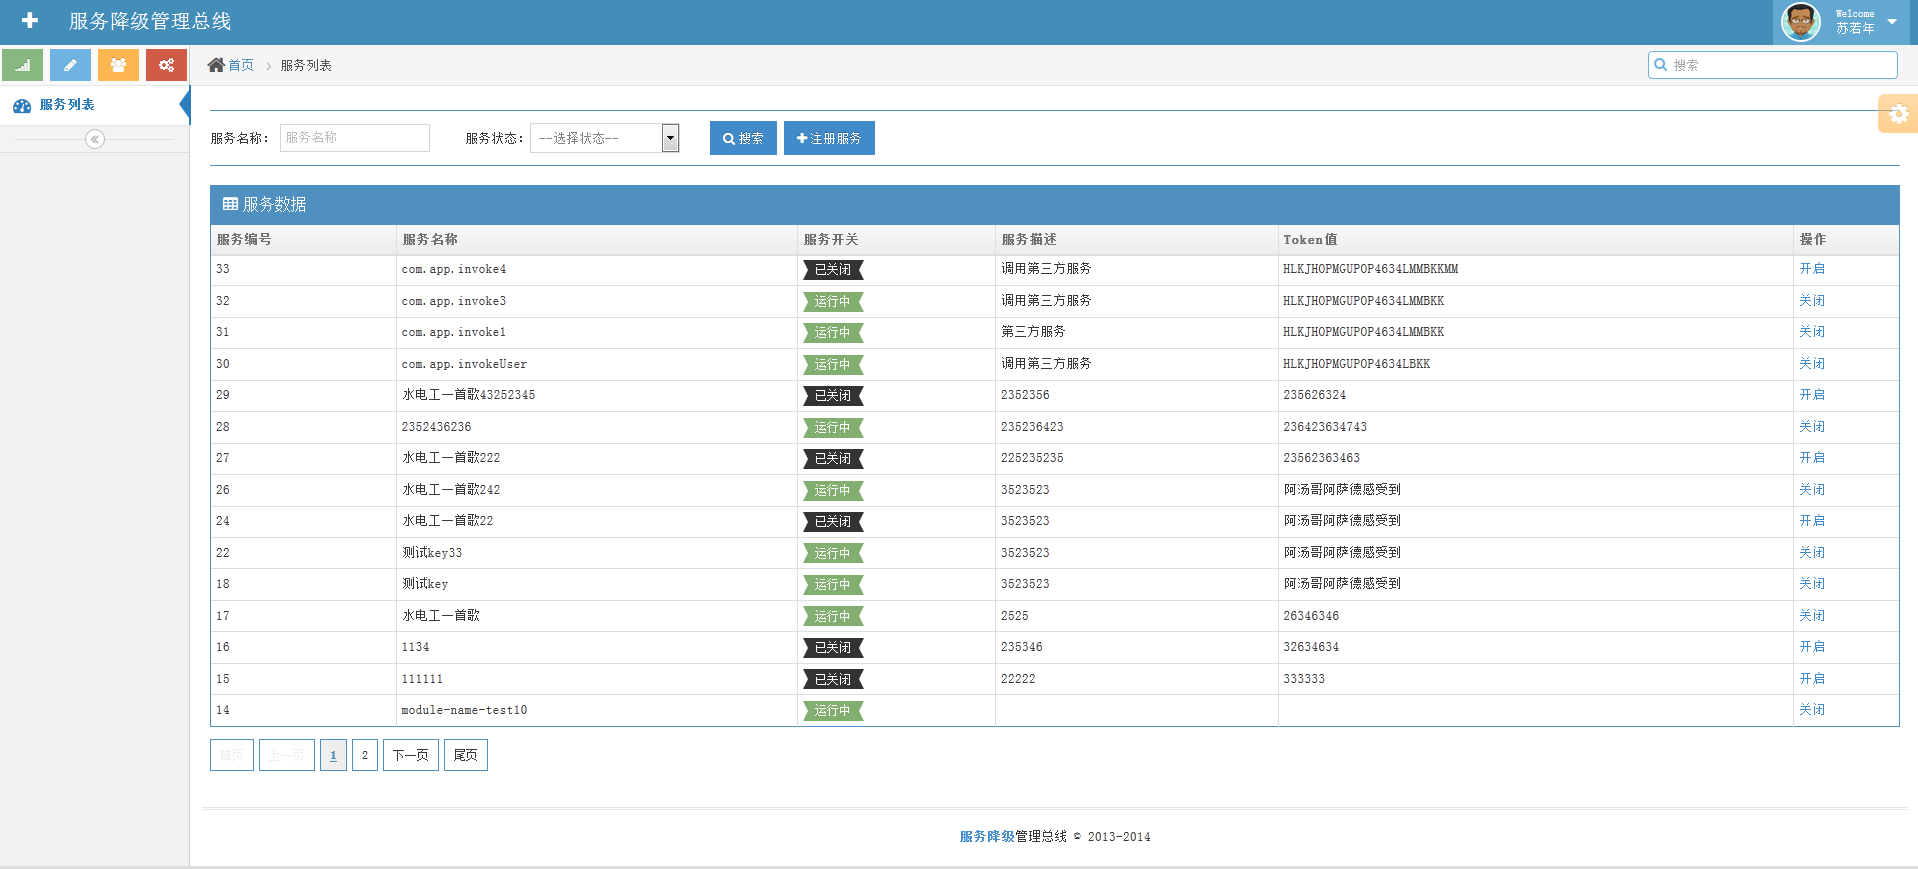 服务降级管理总线
Welcome
苏若年
首页 服务列表
搜索
服务列表
服务名称： 服务名称 服务状态： --选择状态-- 搜索 注册服务
服务数据
服务编号 服务名称 服务开关 服务描述 Token值 操作
33 com.app.invoke4 已关闭 调用第三方服务 HLKJHOPMGUPOP4634LMMBKKMM 开启
32 com.app.invoke3 运行中 调用第三方服务 HLKJHOPMGUPOP4634LMMBKK 关闭
31 com.app.invoke1 运行中 第三方服务 HLKJHOPMGUPOP4634LMMBKK 关闭
30 com.app.invokeUser 运行中 调用第三方服务 HLKJHOPMGUPOP4634LBKK 关闭
29 水电工一首歌43252345 已关闭 2352356 235626324 开启
28 2352436236 运行中 235236423 236423634743 关闭
27 水电工一首歌222 已关闭 225235235 23562363463 开启
26 水电工一首歌242 运行中 3523523 阿汤哥阿萨德感受到 关闭
24 水电工一首歌22 已关闭 3523523 阿汤哥阿萨德感受到 开启
22 测试key33 运行中 3523523 阿汤哥阿萨德感受到 关闭
18 测试key 运行中 3523523 阿汤哥阿萨德感受到 关闭
17 水电工一首歌 运行中 2525 26346346 关闭
16 1134 已关闭 235346 32634634 开启
15 111111 已关闭 22222 333333 开启
14 module-name-test10 运行中 关闭
首页 上一页 1 2 下一页 尾页
服务降级管理总线 © 2013-2014